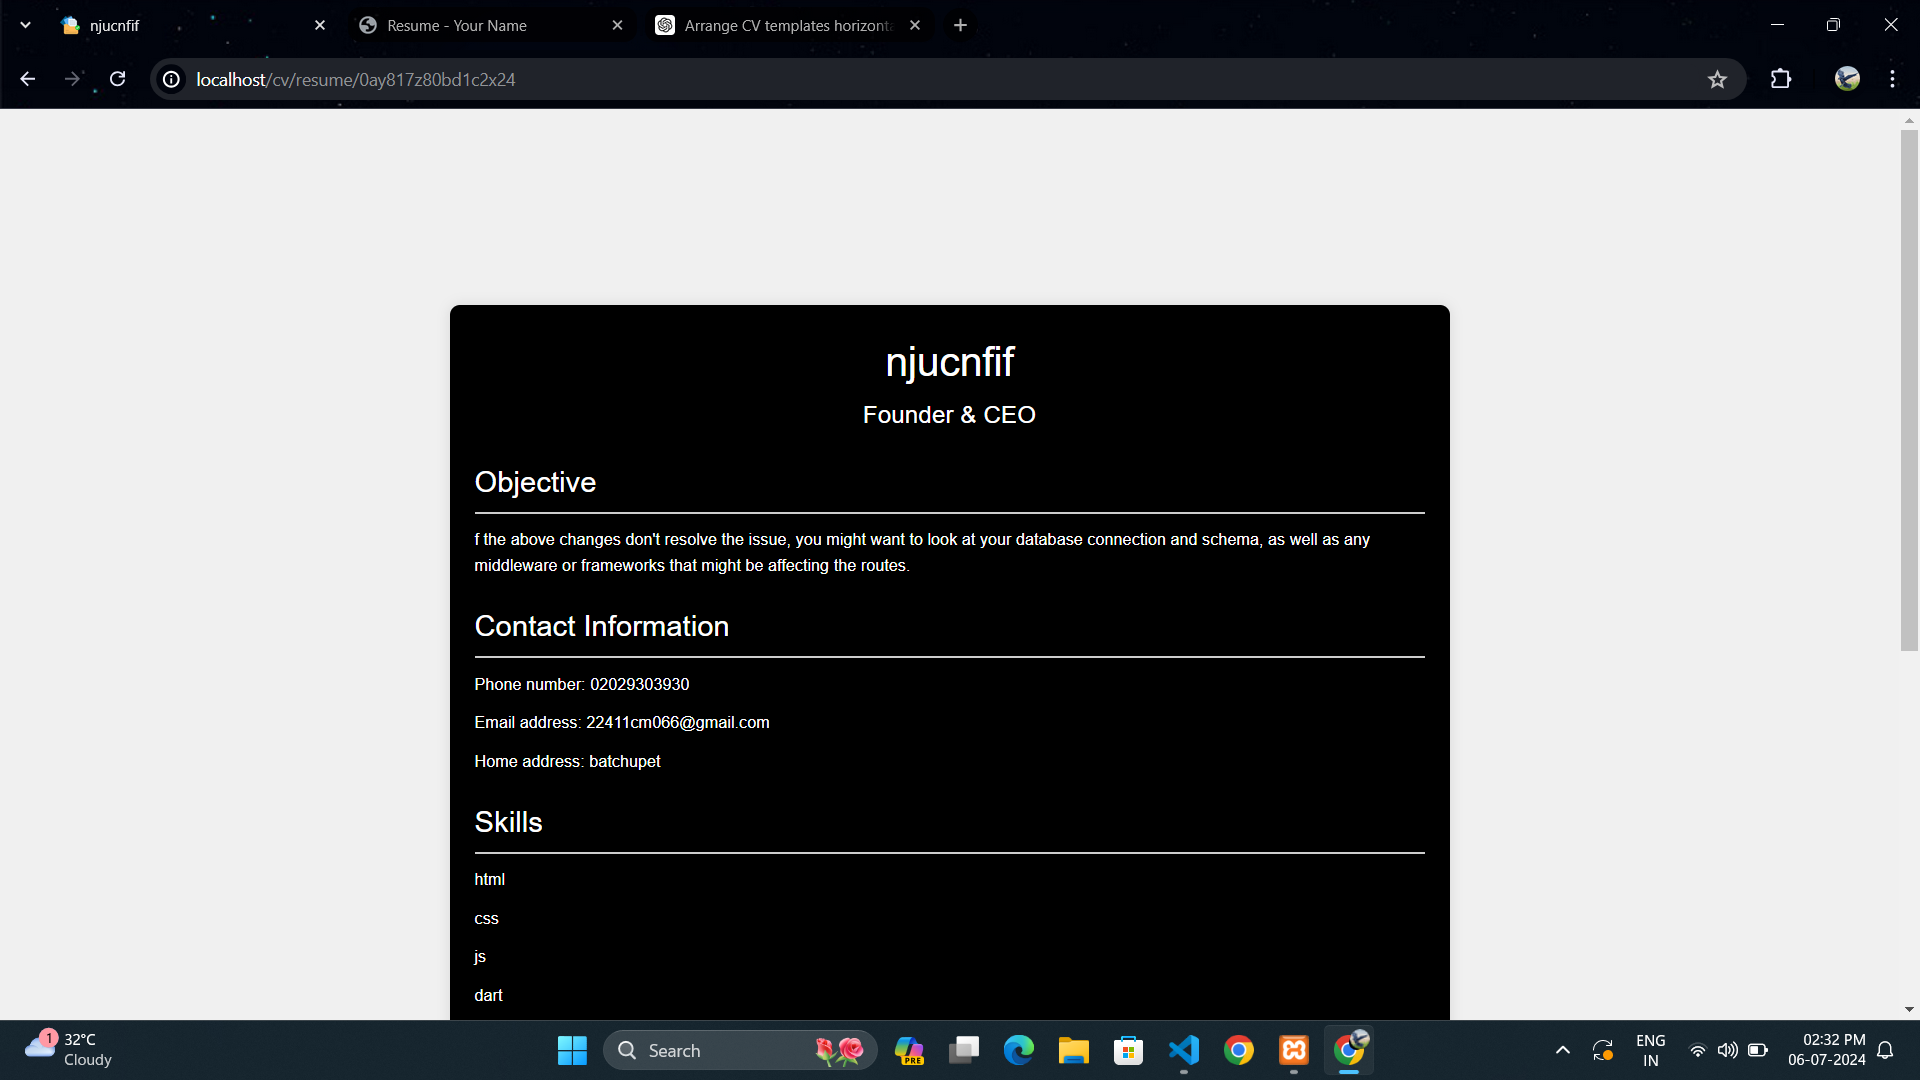 njucnfif
Resume - Your Name
Arrange CV templates horizonta
localhost/cv/resume/0ay817z80bd1c2x24
njucnfif
Founder & CEO
Objective
f the above changes don't resolve the issue, you might want to look at your database connection and schema, as well as any
middleware or frameworks that might be affecting the routes.
Contact Information
Phone number: 02029303930
Email address: 22411cm066@gmail.com
Home address: batchupet
Skills
html
css
js
dart
1
32°C
Cloudy
Search
PRE
ENG
IN
02:32 PM
06-07-2024